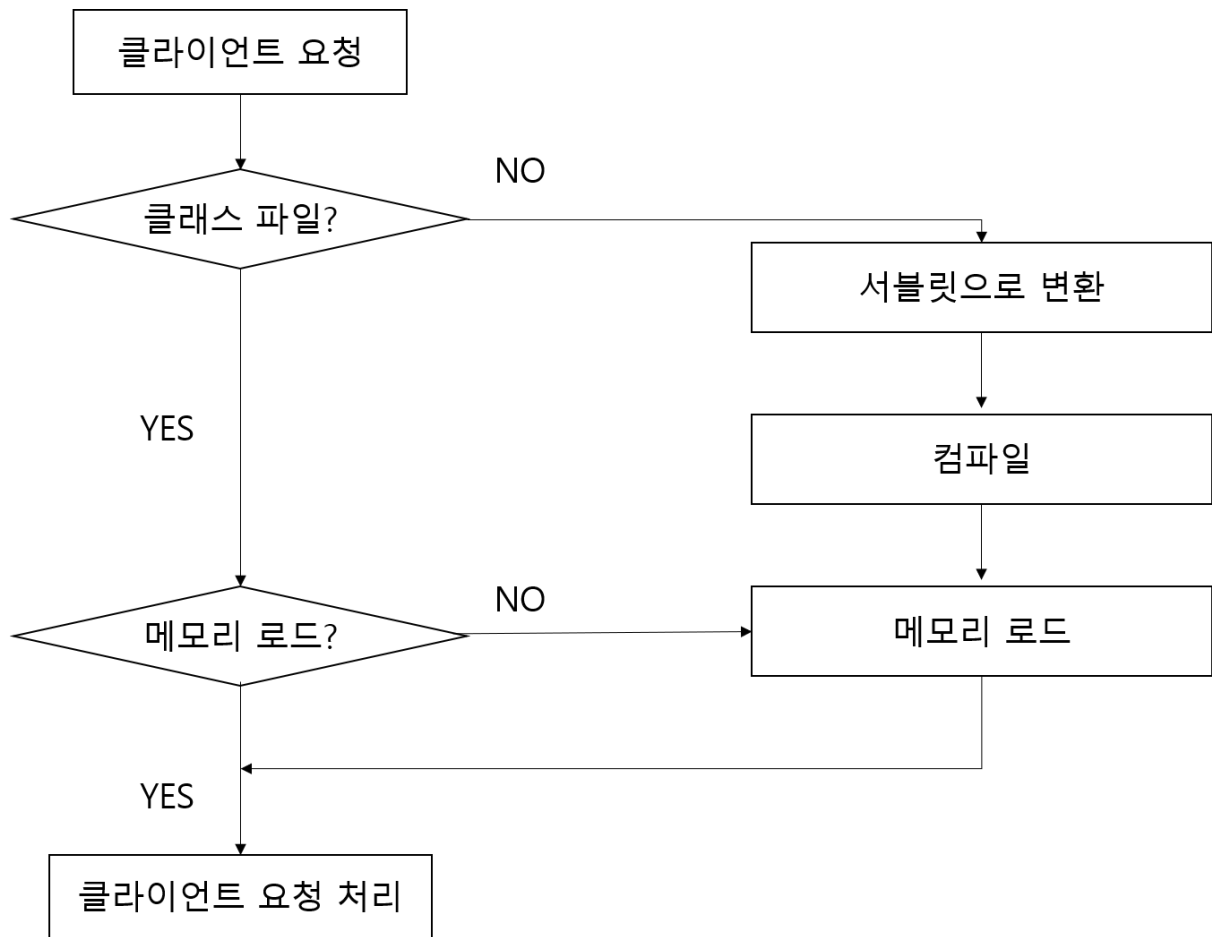 클라이언트 요청
NO
클래스 파일?
서블릿으로 변환
YES
컴파일
NO
메모리 로드?
메모리 로드
YES
클라이언트 요청 처리